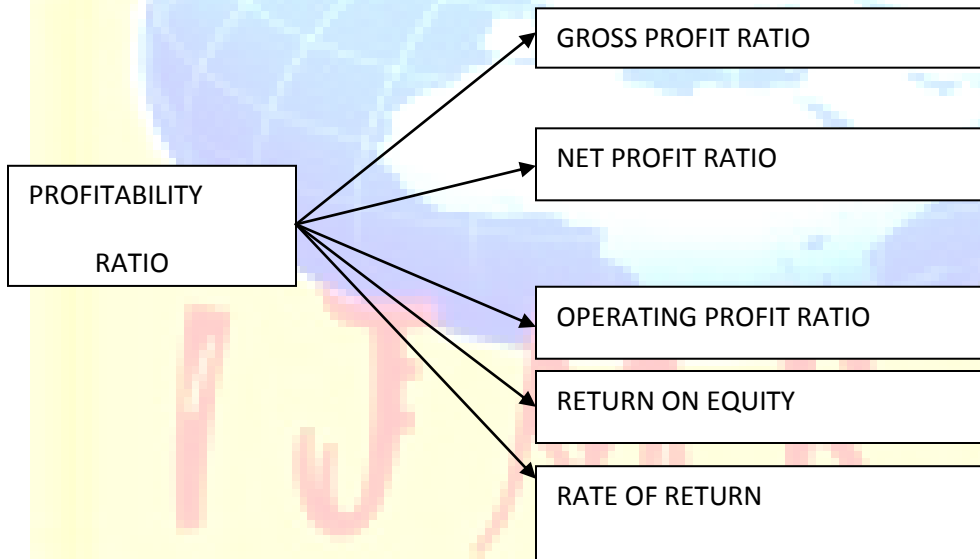 GROSS PROFIT RATIO
NET PROFIT RATIO
PROFITABILITY
RATIO
OPERATING PROFIT RATIO
RETURN ON EQUITY
RATE OF RETURN